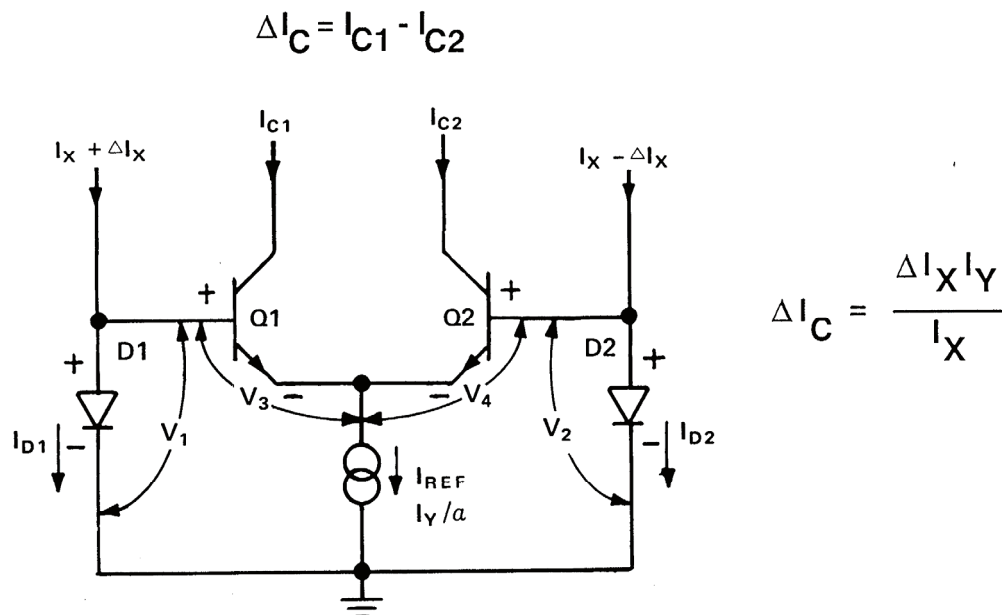 ΔI_C = I_C1 - I_C2
I_C1
I_C2
I_X + ΔI_X
I_X - ΔI_X
+
Q1
Q2
+
ΔI_C = ΔI_X I_Y / I_X
+
D1
D2
+
V_3
-
-
V_4
I_D1
-
V_1
V_2
-
I_D2
I_REF
I_Y/a